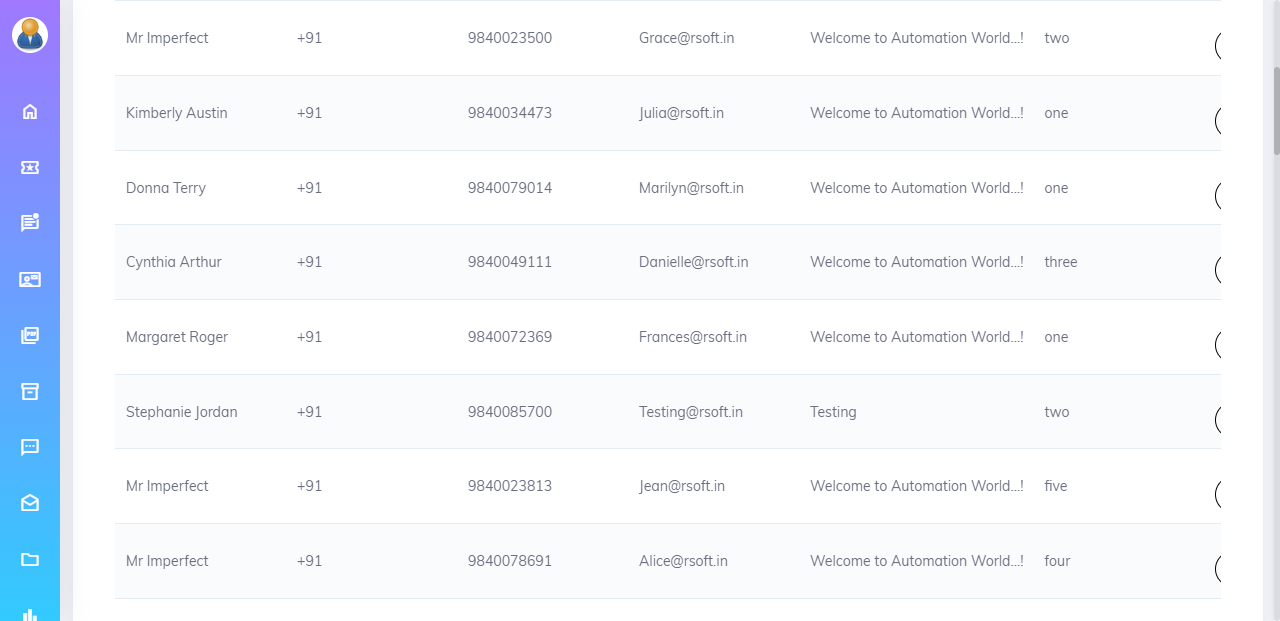 Mr Imperfect +91 9840023500 Grace@rsoft.in Welcome to Automation World...! two
Kimberly Austin +91 9840034473 Julia@rsoft.in Welcome to Automation World...! one
Donna Terry +91 9840079014 Marilyn@rsoft.in Welcome to Automation World...! one
Cynthia Arthur +91 9840049111 Danielle@rsoft.in Welcome to Automation World...! three
Margaret Roger +91 9840072369 Frances@rsoft.in Welcome to Automation World...! one
Stephanie Jordan +91 9840085700 Testing@rsoft.in Testing two
Mr Imperfect +91 9840023813 Jean@rsoft.in Welcome to Automation World...! five
Mr Imperfect +91 9840078691 Alice@rsoft.in Welcome to Automation World...! four